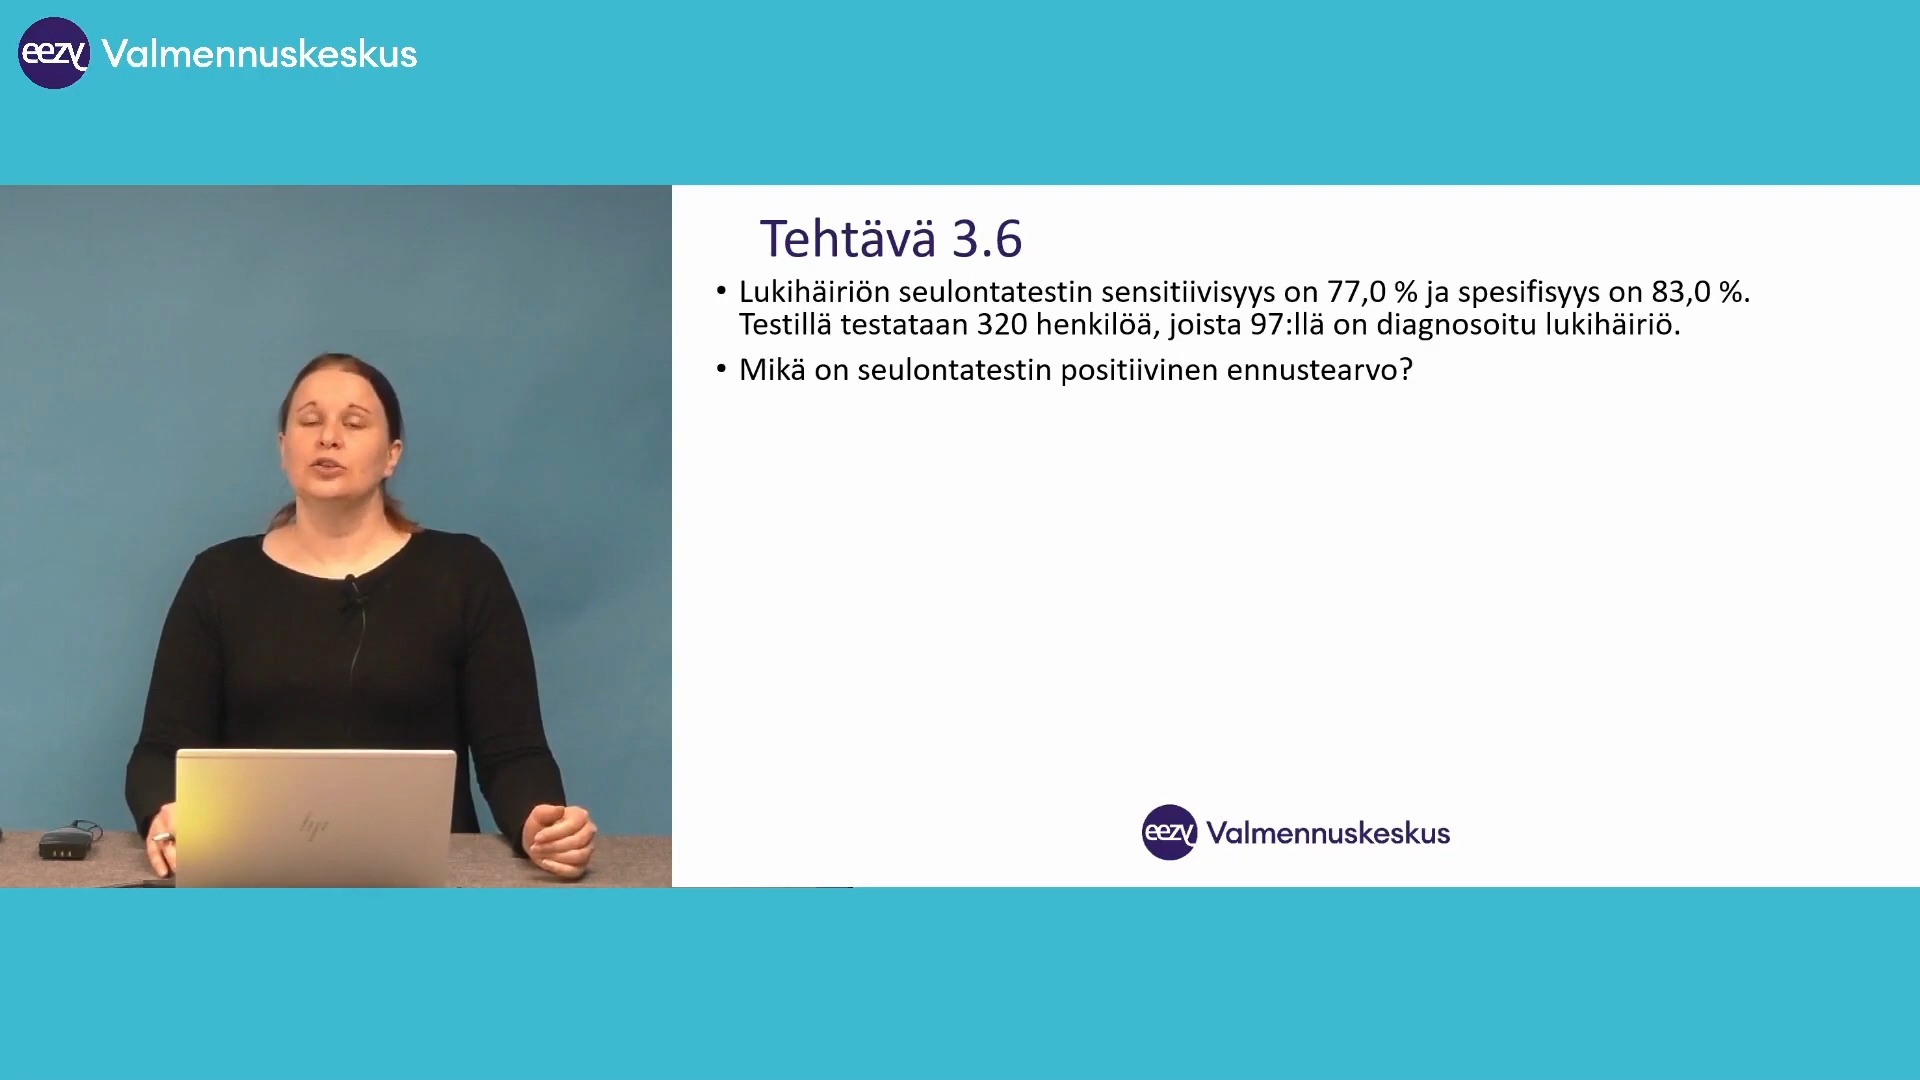 eezy Valmennuskeskus
Tehtävä 3.6
• Lukihäiriön seulontatestin sensitiivisyys on 77,0 % ja spesifisyys on 83,0 %.
Testillä testataan 320 henkilöä, joista 97:llä on diagnosoitu lukihäiriö.
• Mikä on seulontatestin positiivinen ennustearvo?
eezy Valmennuskeskus